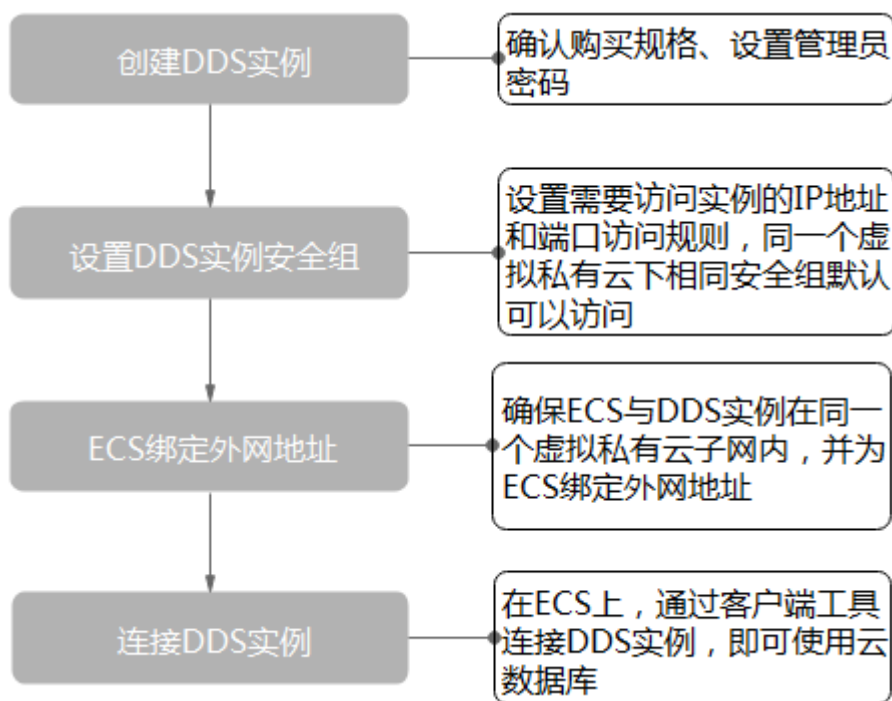 创建DDS实例
确认购买规格、设置管理员
密码
设置DDS实例安全组
设置需要访问实例的IP地址
和端口访问规则，同一个虚
拟私有云下相同安全组默认
可以访问
ECS绑定外网地址
确保ECS与DDS实例在同一
个虚拟私有云子网内，并为
ECS绑定外网地址
连接DDS实例
在ECS上，通过客户端工具
连接DDS实例，即可使用云
数据库